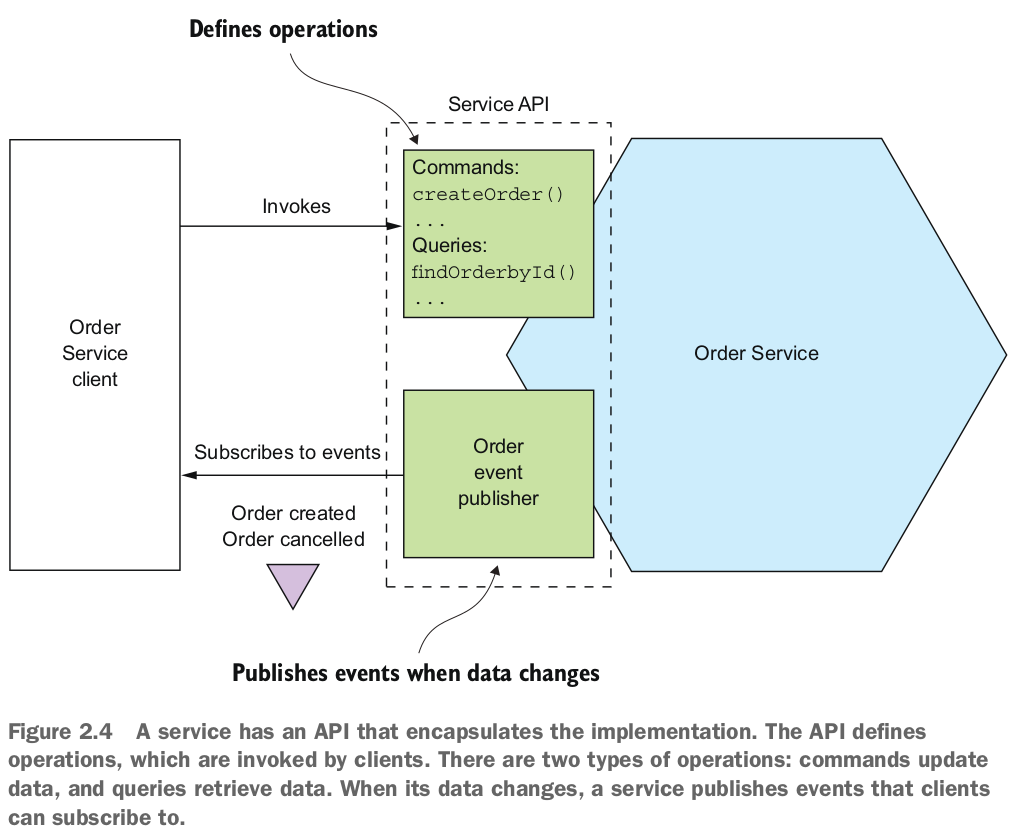 Defines operations
Service API
Commands:
createOrder()
...
Queries:
findOrderbyId()
...
Invokes
Order
Service
client
Order Service
Subscribes to events
Order
event
publisher
Order created
Order cancelled
Publishes events when data changes
Figure 2.4 A service has an API that encapsulates the implementation. The API defines
operations, which are invoked by clients. There are two types of operations: commands update
data, and queries retrieve data. When its data changes, a service publishes events that clients
can subscribe to.